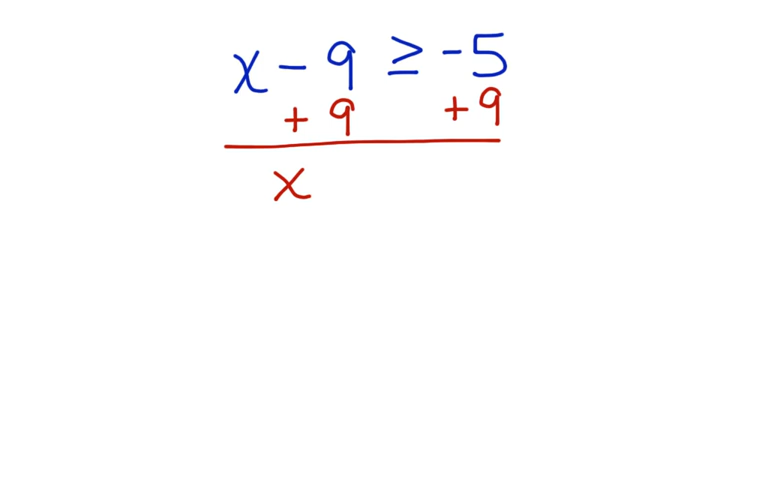 x - 9 ≥ -5
+ 9 + 9
x